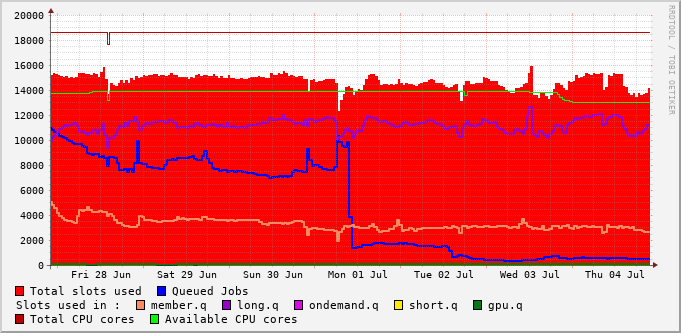 20000
18000
16000
14000
12000
10000
8000
6000
4000
2000
0
Fri 28 Jun Sat 29 Jun Sun 30 Jun Mon 01 Jul Tue 02 Jul Wed 03 Jul Thu 04 Jul
RRDTOOL / TOBI OETIKER
Total slots used Queued Jobs
Slots used in : member.q long.q ondemand.q short.q gpu.q
Total CPU cores Available CPU cores